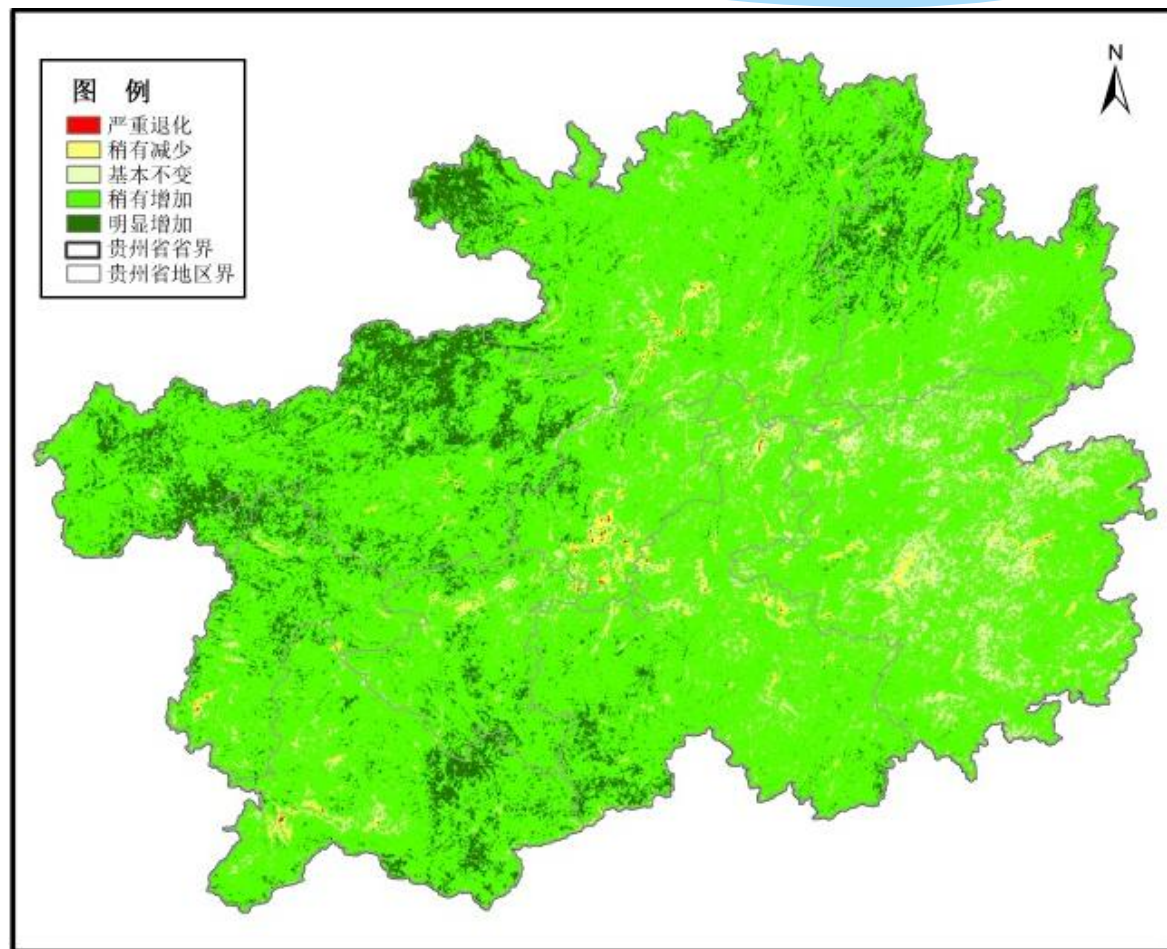 N
图 例
严重退化
稍有减少
基本不变
稍有增加
明显增加
贵州省省界
贵州省地区界